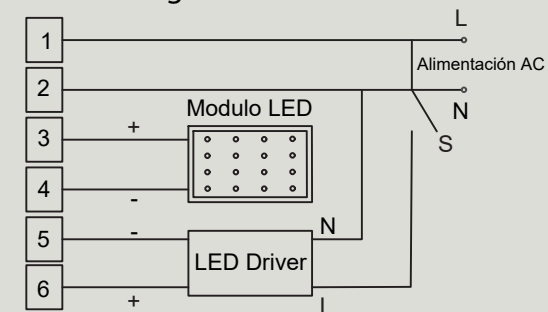 L
1
Alimentación AC
2
Modulo LED
N
3
+
S
4
-
5
-
N
LED Driver
6
+